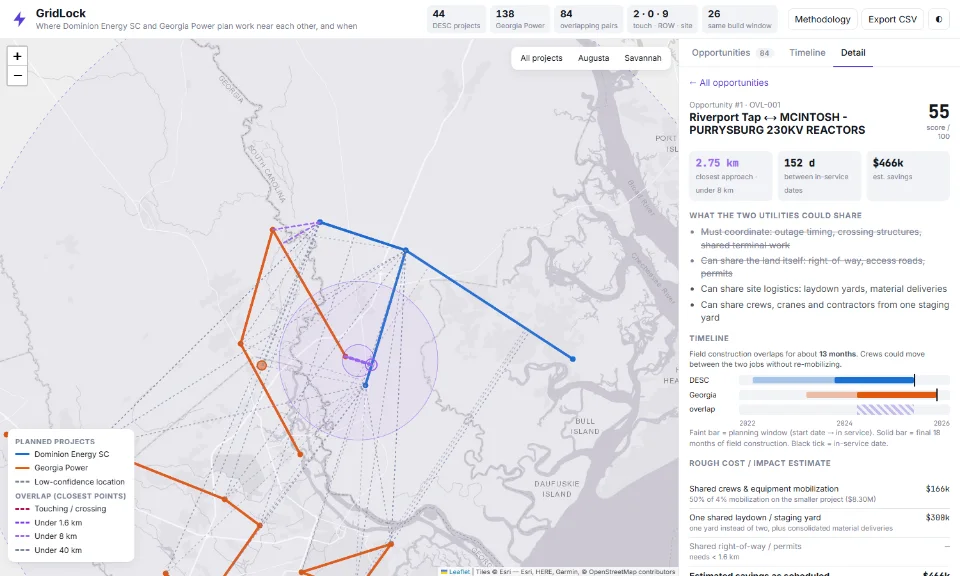 GridLock
Where Dominion Energy SC and Georgia Power plan work near each other, and when
44
DESC projects
138
Georgia Power
84
overlapping pairs
2 · 0 · 9
touch · ROW · site
26
same build window
Methodology
Export CSV
+
−
All projects
Augusta
Savannah
GEORGIA
SOUTH CAROLINA
PORT
ISL
HEA
BULL
ISLAND
DAUFUSKIE
ISLAND
PLANNED PROJECTS
Dominion Energy SC
Georgia Power
Low-confidence location
OVERLAP (CLOSEST POINTS)
Touching / crossing
Under 1.6 km
Under 8 km
Under 40 km
Leaflet | Tiles © Esri — Esri, HERE, Garmin, © OpenStreetMap contributors
Opportunities 84
Timeline
Detail
← All opportunities
Opportunity #1 · OVL-001
Riverport Tap ↔ MCINTOSH -
PURRYSBURG 230KV REACTORS
55
score /
100
2.75 km
closest approach ·
under 8 km
152 d
between in-service
dates
$466k
est. savings
WHAT THE TWO UTILITIES COULD SHARE
Must coordinate: outage timing, crossing structures,
shared terminal work
Can share the land itself: right-of-way, access roads,
permits
Can share site logistics: laydown yards, material deliveries
Can share crews, cranes and contractors from one staging
yard
TIMELINE
Field construction overlaps for about 13 months. Crews could move
between the two jobs without re-mobilizing.
DESC
Georgia
overlap
2022
2024
2026
Faint bar = planning window (start date → in service). Solid bar = final 18
months of field construction. Black tick = in-service date.
ROUGH COST / IMPACT ESTIMATE
Shared crews & equipment mobilization
$166k
50% of 4% mobilization on the smaller project ($8.30M)
One shared laydown / staging yard
$300k
one yard instead of two, plus consolidated material deliveries
Shared right-of-way / permits
—
needs < 1.6 km
Estimated savings as scheduled
$466k